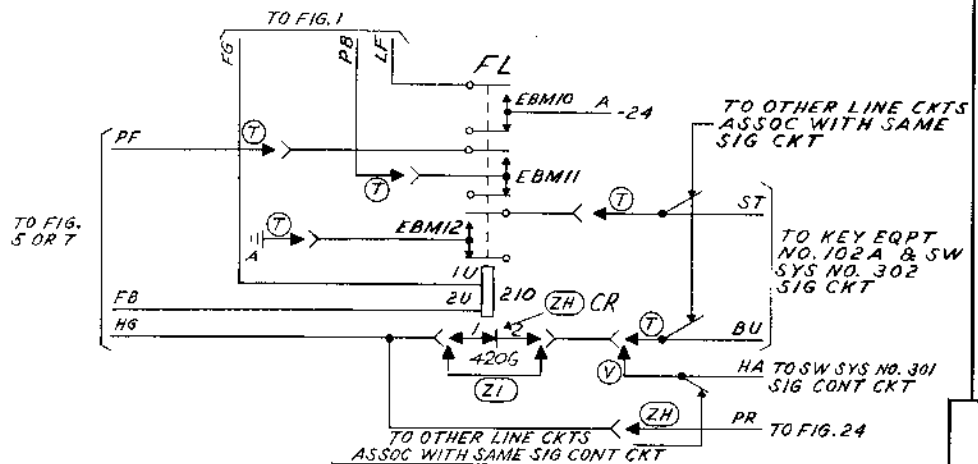 TO FIG. 1
FG
PB
LF
FL
EBM10
A
-24
TO OTHER LINE CKTS
ASSOC WITH SAME
SIG CKT
PF
T
T
EBM11
T
ST
TO FIG.
5 OR 7
T
A
EBM12
TO KEY EQPT
NO. 102A & SW
SYS NO. 302
SIG CKT
1U
2U
210
ZH
CR
FB
HG
1
2
T
BU
420G
Z1
V
HA
TO SW SYS NO. 301
SIG CONT CKT
ZH
PR
TO FIG. 24
TO OTHER LINE CKTS
ASSOC WITH SAME SIG CONT CKT